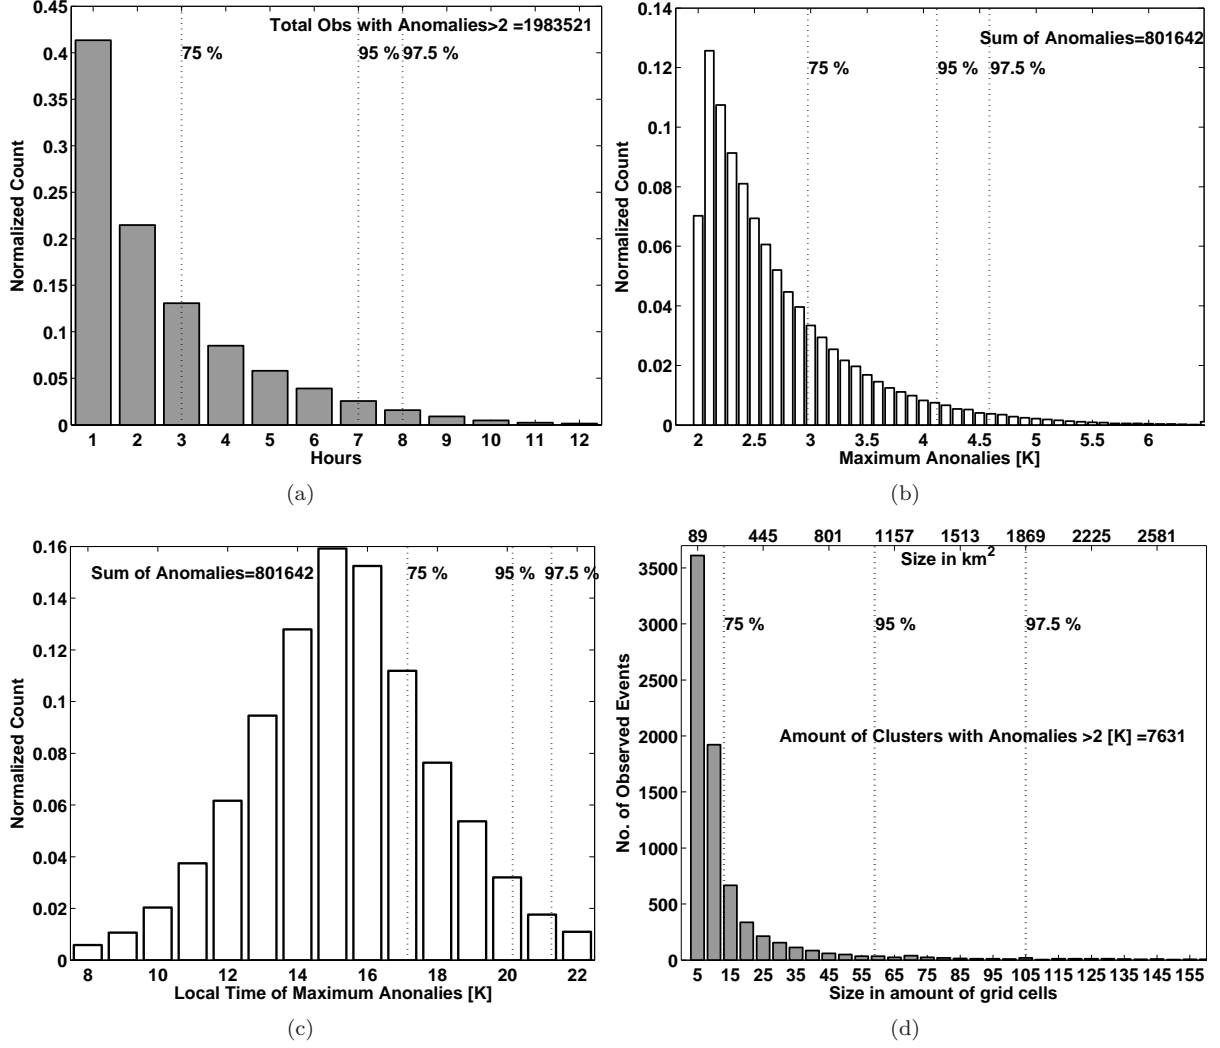 Total Obs with Anomalies>2 =1983521
75 %
95 %
97.5 %
0.45
0.4
0.35
0.3
0.25
0.2
0.15
0.1
0.05
0
Normalized Count
1 2 3 4 5 6 7 8 9 10 11 12
Hours
(a)
Sum of Anomalies=801642
75 %
95 %
97.5 %
0.14
0.12
0.1
0.08
0.06
0.04
0.02
0
Normalized Count
2 2.5 3 3.5 4 4.5 5 5.5 6
Maximum Anonalies [K]
(b)
Sum of Anomalies=801642
75 %
95 %
97.5 %
0.16
0.14
0.12
0.1
0.08
0.06
0.04
0.02
0
Normalized Count
8 10 12 14 16 18 20 22
Local Time of Maximum Anonalies [K]
(c)
89 445 801 1157 1513 1869 2225 2581
Size in km²
75 %
95 %
97.5 %
Amount of Clusters with Anomalies >2 [K] =7631
3500
3000
2500
2000
1500
1000
500
0
No. of Observed Events
5 15 25 35 45 55 65 75 85 95 105 115 125 135 145 155
Size in amount of grid cells
(d)